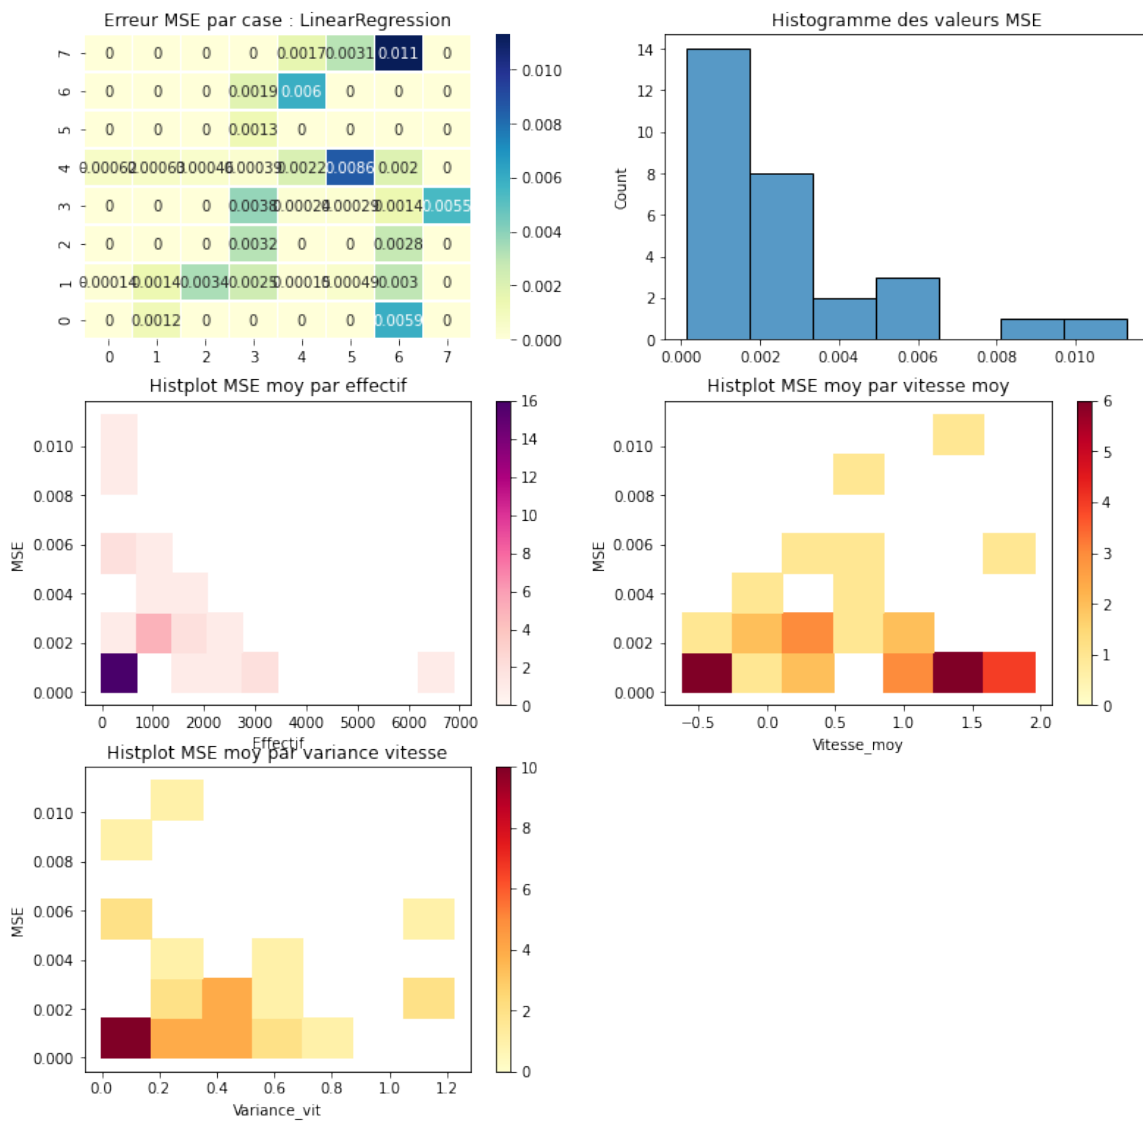 Erreur MSE par case : LinearRegression
7 0 0 0 0 0.0017 0.0031 0.011 0
6 0 0 0 0.0019 0.006 0 0 0
5 0 0 0 0.0013 0 0 0 0
4 0.00062 0.00063 0.00046 0.00039 0.0022 0.0086 0.002 0
3 0 0 0 0.0038 0.00024 0.00029 0.0014 0.0055
2 0 0 0 0.0032 0 0 0.0028 0
1 0.00014 0.0014 0.0034 0.0025 0.00015 0.00049 0.003 0
0 0 0.0012 0 0 0 0 0.0059 0
0 1 2 3 4 5 6 7
0.010
0.008
0.006
0.004
0.002
0.000
Histogramme des valeurs MSE
Count
14
12
10
8
6
4
2
0
0.000 0.002 0.004 0.006 0.008 0.010
Histplot MSE moy par effectif
MSE
0.010
0.008
0.006
0.004
0.002
0.000
0 1000 2000 3000 4000 5000 6000 7000
Effectif
16
14
12
10
8
6
4
2
0
Histplot MSE moy par vitesse moy
MSE
0.010
0.008
0.006
0.004
0.002
0.000
−0.5 0.0 0.5 1.0 1.5 2.0
Vitesse_moy
6
5
4
3
2
1
0
Histplot MSE moy par variance vitesse
MSE
0.010
0.008
0.006
0.004
0.002
0.000
0.0 0.2 0.4 0.6 0.8 1.0 1.2
Variance_vit
10
8
6
4
2
0